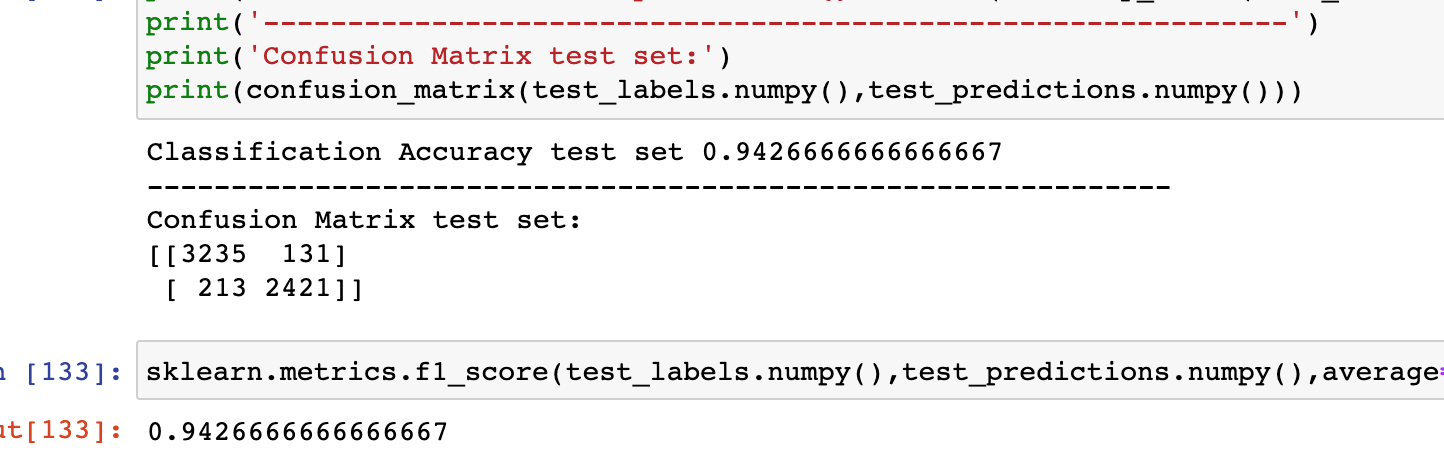 print('-------------------------------------------------------------')
print('Confusion Matrix test set:')
print(confusion_matrix(test_labels.numpy(),test_predictions.numpy()))
Classification Accuracy test set 0.9426666666666667
-------------------------------------------------------------
Confusion Matrix test set:
[[3235  131]
 [ 213 2421]]
[133]: sklearn.metrics.f1_score(test_labels.numpy(),test_predictions.numpy(),average=
ut[133]: 0.9426666666666667